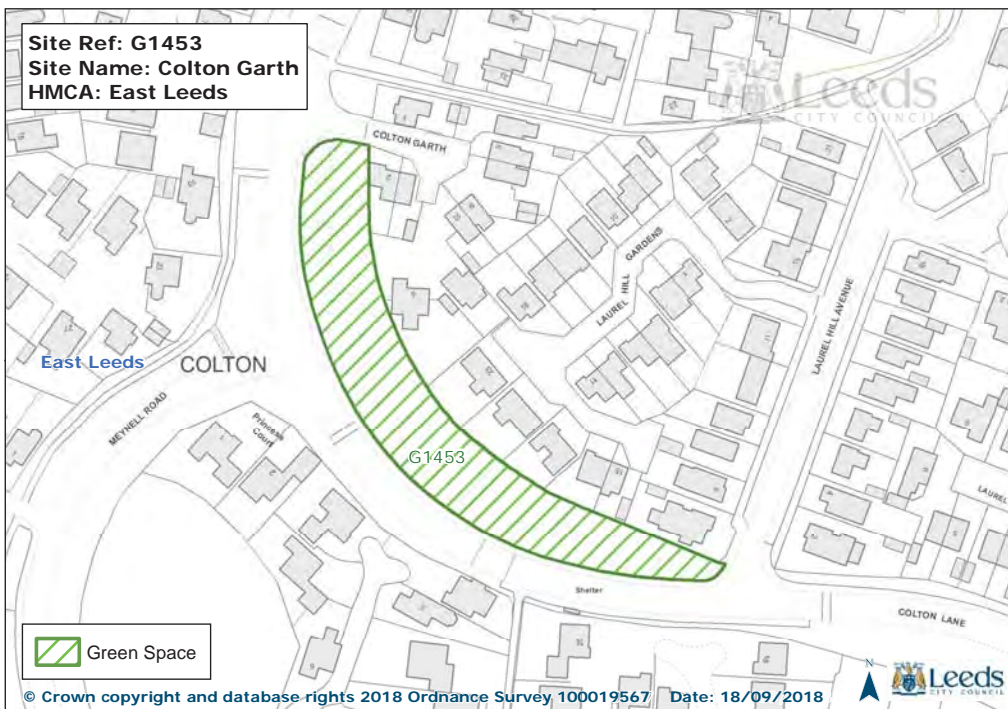 Site Ref: G1453
Site Name: Colton Garth
HMCA: East Leeds
Leeds
CITY COUNCIL
COLTON GARTH
LAUREL HILL GARDENS
LAUREL HILL AVENUE
East Leeds
COLTON
MEYNELL ROAD
Princess
Court
G1453
LAUREL
Shelter
COLTON LANE
Green Space
N
Leeds
CITY COUNCIL
© Crown copyright and database rights 2018 Ordnance Survey 100019567 Date: 18/09/2018